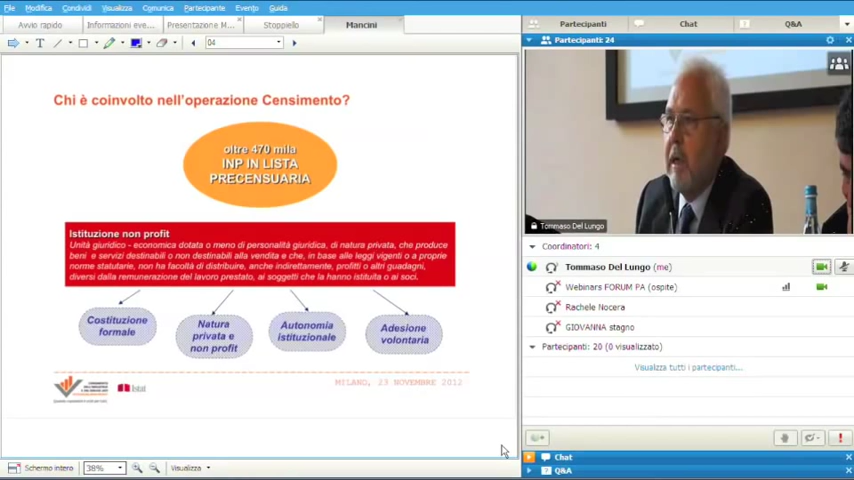 File Modifica Condividi Visualizza Comunica Partecipante Evento Guida
Avvio rapido
Informazioni eve...
Presentazione M...
Stoppiello
Mancini
04
Chi è coinvolto nell'operazione Censimento?
oltre 470 mila
INP IN LISTA
PRECENSUARIA
Istituzione non profit
Unità giuridico - economica dotata o meno di personalità giuridica, di natura privata, che produce
beni e servizi destinabili o non destinabili alla vendita e che, in base alle leggi vigenti o a proprie
norme statutarie, non ha facoltà di distribuire, anche indirettamente, profitti o altri guadagni,
diversi dalla remunerazione del lavoro prestato, ai soggetti che la hanno istituita o ai soci.
Costituzione
formale
Natura
privata e
non profit
Autonomia
istituzionale
Adesione
volontaria
Istat
MILANO, 23 NOVEMBRE 2012
Schermo intero
38%
Visualizza
Partecipanti
Chat
Q&A
Partecipanti: 24
Tommaso Del Lungo
Coordinatori: 4
Tommaso Del Lungo (me)
Webinars FORUM PA (ospite)
Rachele Nocera
GIOVANNA stagno
Partecipanti: 20 (0 visualizzato)
Visualizza tutti i partecipanti...
Chat
Q&A